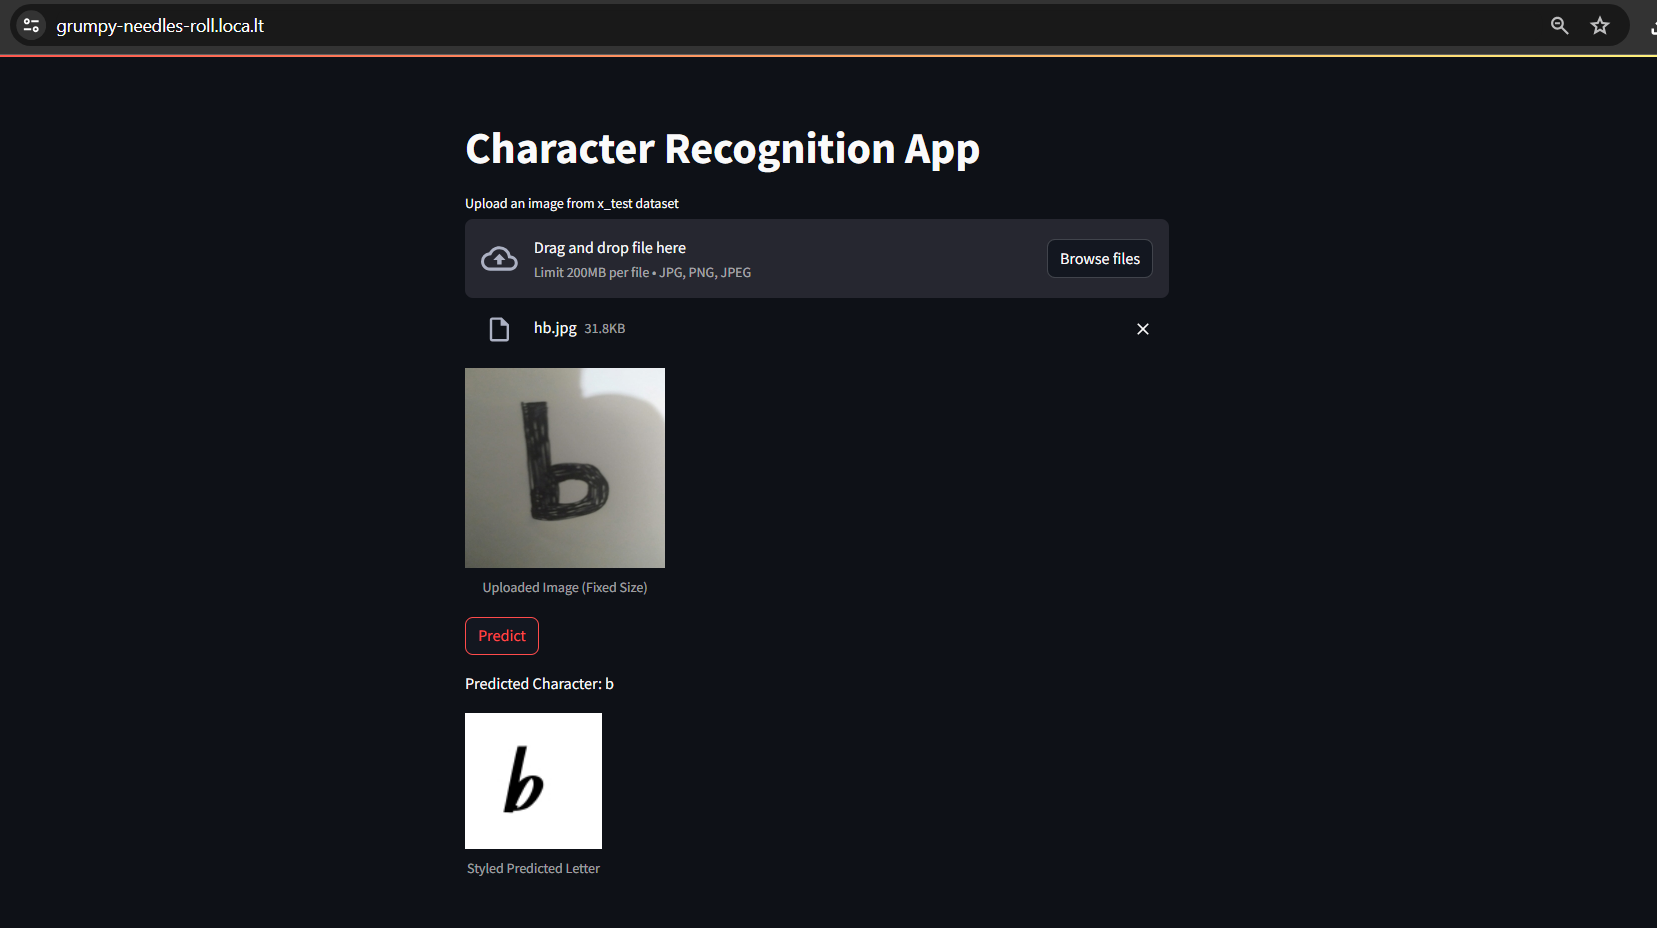 grumpy-needles-roll.loca.lt
Character Recognition App
Upload an image from x_test dataset
Drag and drop file here
Limit 200MB per file • JPG, PNG, JPEG
Browse files
hb.jpg 31.8KB
b
Uploaded Image (Fixed Size)
Predict
Predicted Character: b
b
Styled Predicted Letter